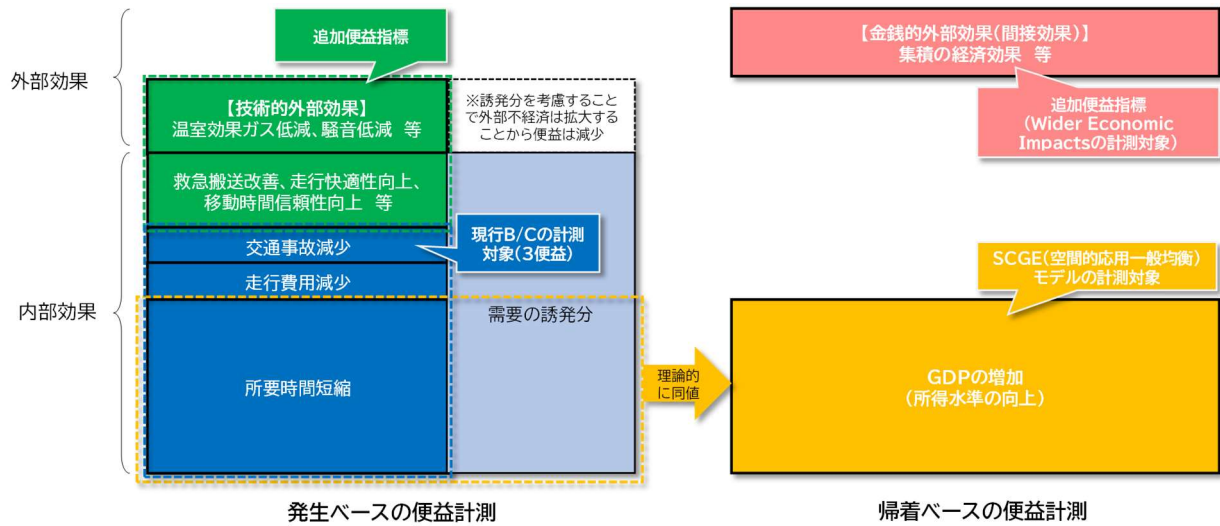 追加便益指標
外部効果
【技術的外部効果】
温室効果ガス低減、騒音低減 等
※誘発分を考慮すること
で外部不経済は拡大する
ことから便益は減少
救急搬送改善、走行快適性向上、
移動時間信頼性向上 等
交通事故減少
現行B/Cの計測
対象(3便益)
走行費用減少
内部効果
需要の誘発分
所要時間短縮
発生ベースの便益計測
理論的
に同値
【金銭的外部効果(間接効果)】
集積の経済効果 等
追加便益指標
(Wider Economic
Impactsの計測対象)
SCGE(空間的応用一般均衡)
モデルの計測対象
GDPの増加
(所得水準の向上)
帰着ベースの便益計測